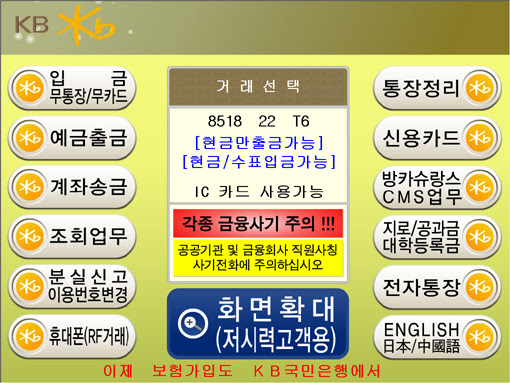 KB
입 금
무통장/무카드
예금출금
계좌송금
조회업무
분실신고
이용번호변경
휴대폰(RF거래)
거래선택
8518 22 T6
[현금만출금가능]
[현금/수표입금가능]
IC 카드 사용가능
각종 금융사기 주의 !!!
공공기관 및 금융회사 직원사칭
사기전화에 주의하십시오
화면확대
(저시력고객용)
통장정리
신용카드
방카슈랑스
CMS업무
지로/공과금
대학등록금
전자통장
ENGLISH
日本/中國語
이제 보험가입도 KB국민은행에서